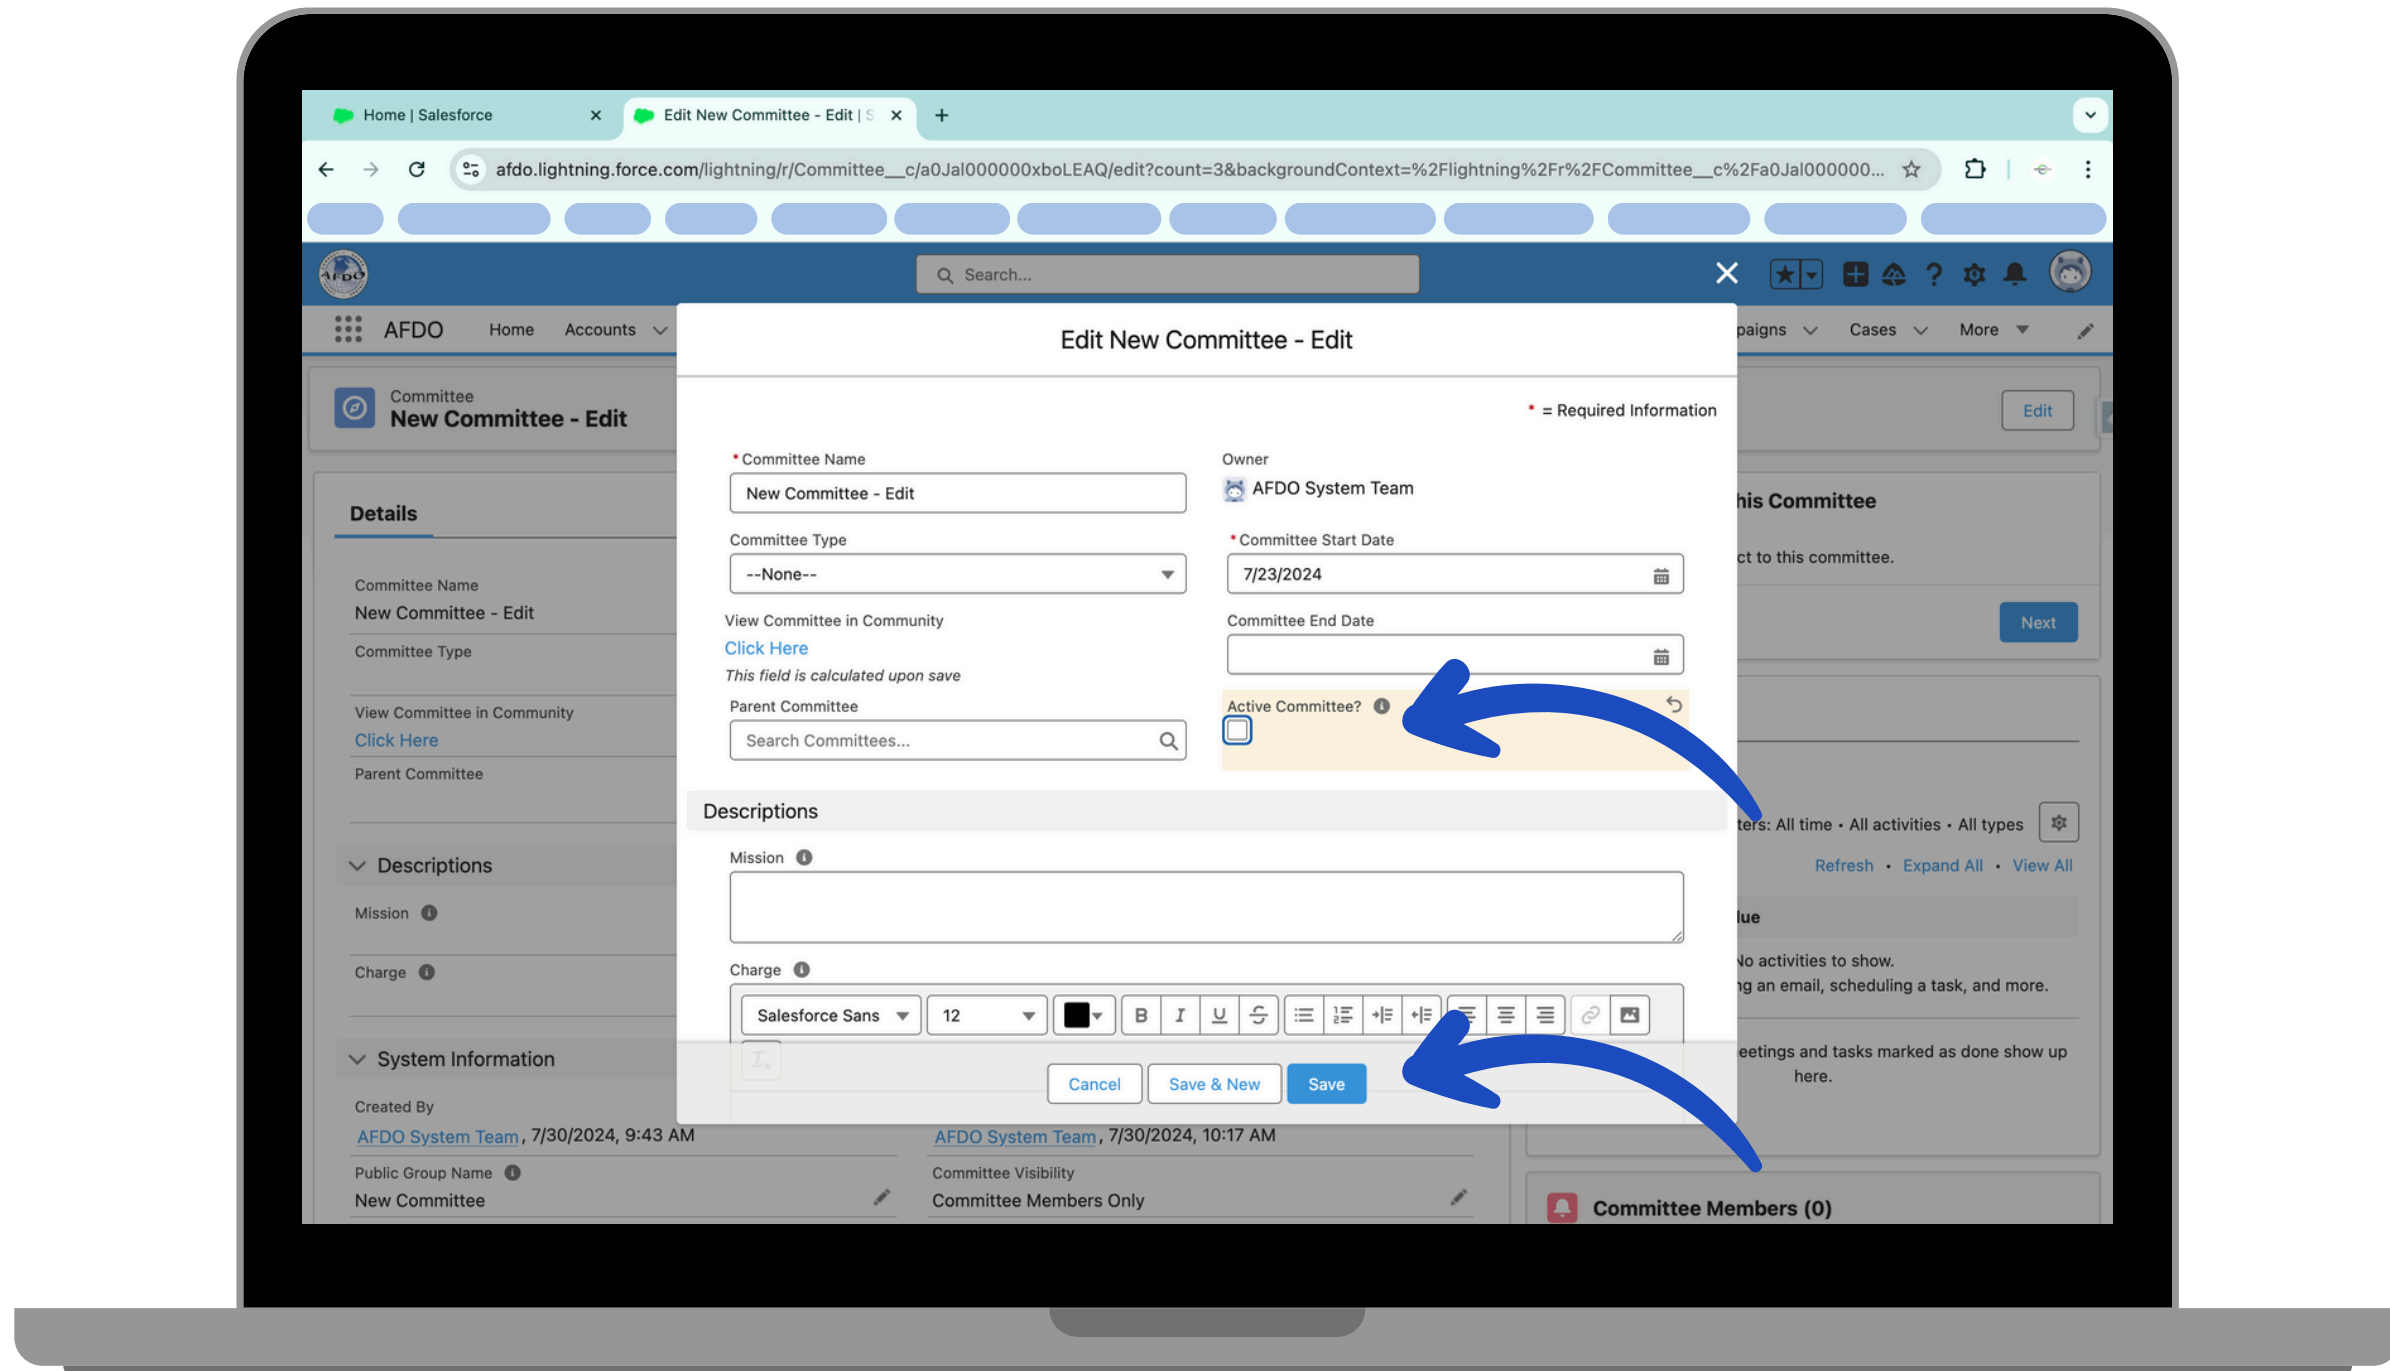 Home | Salesforce
Edit New Committee - Edit | S
afdo.lightning.force.com/lightning/r/Committee__c/a0Jal000000xboLEAQ/edit?count=3&backgroundContext=%2Flightning%2Fr%2FCommittee__c%2Fa0Jal000000...
AFDO
Search...
AFDO
Home
Accounts
paigns
Cases
More
Edit New Committee - Edit
Committee
New Committee - Edit
Edit
* = Required Information
Details
Committee Name
New Committee - Edit
Committee Type
View Committee in Community
Click Here
Parent Committee
Descriptions
Mission
Charge
System Information
Created By
AFDO System Team, 7/30/2024, 9:43 AM
Public Group Name
New Committee
*Committee Name
New Committee - Edit
Owner
AFDO System Team
Committee Type
--None--
*Committee Start Date
7/23/2024
View Committee in Community
Click Here
This field is calculated upon save
Committee End Date
Parent Committee
Search Committees...
Active Committee?
Descriptions
Mission
Charge
Salesforce Sans
12
B I U S
Cancel
Save & New
Save
AFDO System Team, 7/30/2024, 10:17 AM
Committee Visibility
Committee Members Only
his Committee
ct to this committee.
Next
ters: All time • All activities • All types
Refresh • Expand All • View All
lue
No activities to show.
ng an email, scheduling a task, and more.
eetings and tasks marked as done show up
here.
Committee Members (0)